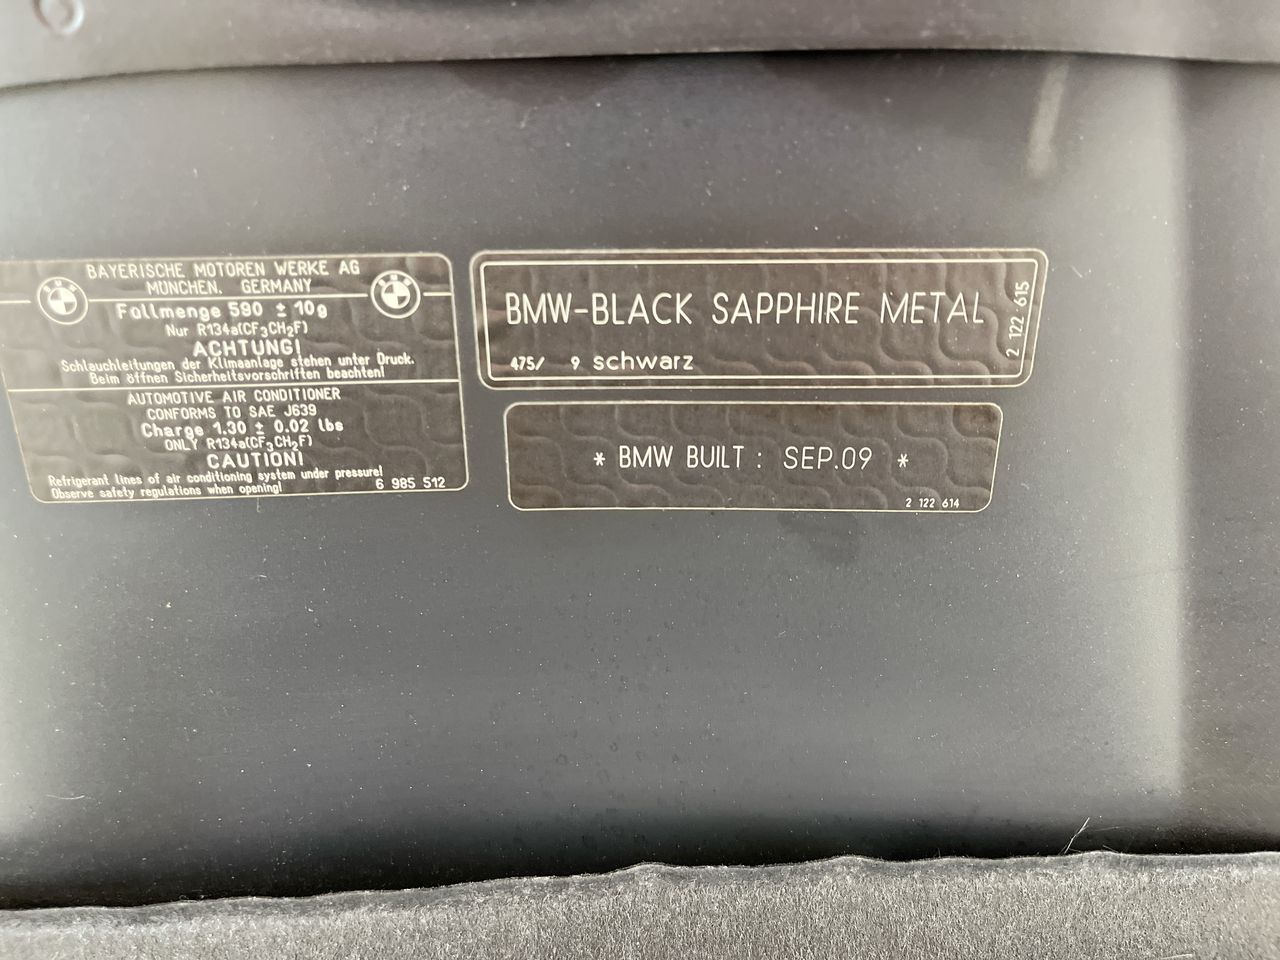 BAYERISCHE MOTOREN WERKE AG
MÜNCHEN, GERMANY
BMW
BMW
Füllmenge 590 ± 10g
Nur R134a(CF₃CH₂F)
ACHTUNG!
Schlauchleitungen der Klimaanlage stehen unter Druck.
Beim öffnen Sicherheitsvorschriften beachten!
AUTOMOTIVE AIR CONDITIONER
CONFORMS TO SAE J639
Charge 1.30 ± 0.02 lbs
ONLY R134a(CF₃CH₂F)
CAUTION!
Refrigerant lines of air conditioning system under pressure!
Observe safety regulations when opening!
6 985 512
BMW-BLACK SAPPHIRE METAL
475/ 9 schwarz
2 122 615
* BMW BUILT : SEP.09 *
2 122 614